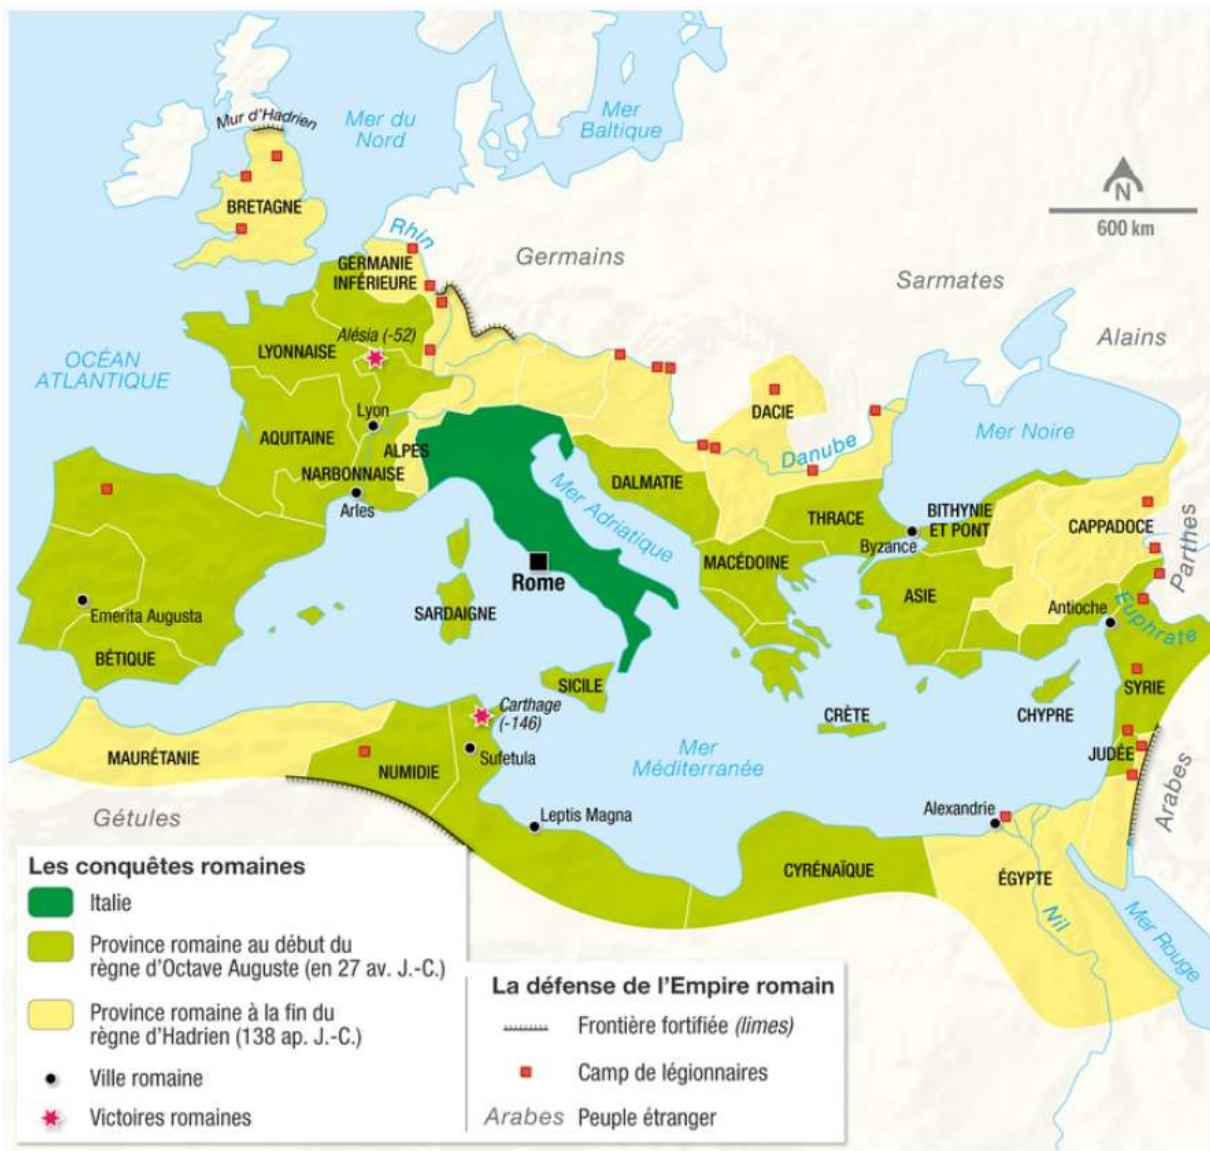 Mur d'Hadrien
Mer du
Nord
Mer
Baltique
N
600 km
BRETAGNE
Rhin
Germains
GERMANIE
INFÉRIEURE
Sarmates
Alains
Alésia (-52)
LYONNAISE
OCÉAN
ATLANTIQUE
Lyon
DACIE
Mer Noire
AQUITAINE
ALPES
Danube
NARBONNAISE
Arles
DALMATIE
Mer Adriatique
THRACE
BITHYNIE
ET PONT
CAPPADOCE
Parthes
Byzance
MACÉDOINE
Rome
ASIE
Antioche
Euphrate
Emerita Augusta
SARDAIGNE
BÉTIQUE
SICILE
SYRIE
Carthage
(-146)
CRÈTE
CHYPRE
MAURÉTANIE
NUMIDIE
Sufetula
Mer
Méditerranée
JUDÉE
Arabes
Gétules
Leptis Magna
Alexandrie
CYRÉNAÏQUE
ÉGYPTE
Nil
Mer Rouge
Les conquêtes romaines
Italie
Province romaine au début du
règne d'Octave Auguste (en 27 av. J.-C.)
Province romaine à la fin du
règne d'Hadrien (138 ap. J.-C.)
Ville romaine
Victoires romaines
La défense de l'Empire romain
Frontière fortifiée (limes)
Camp de légionnaires
Arabes Peuple étranger